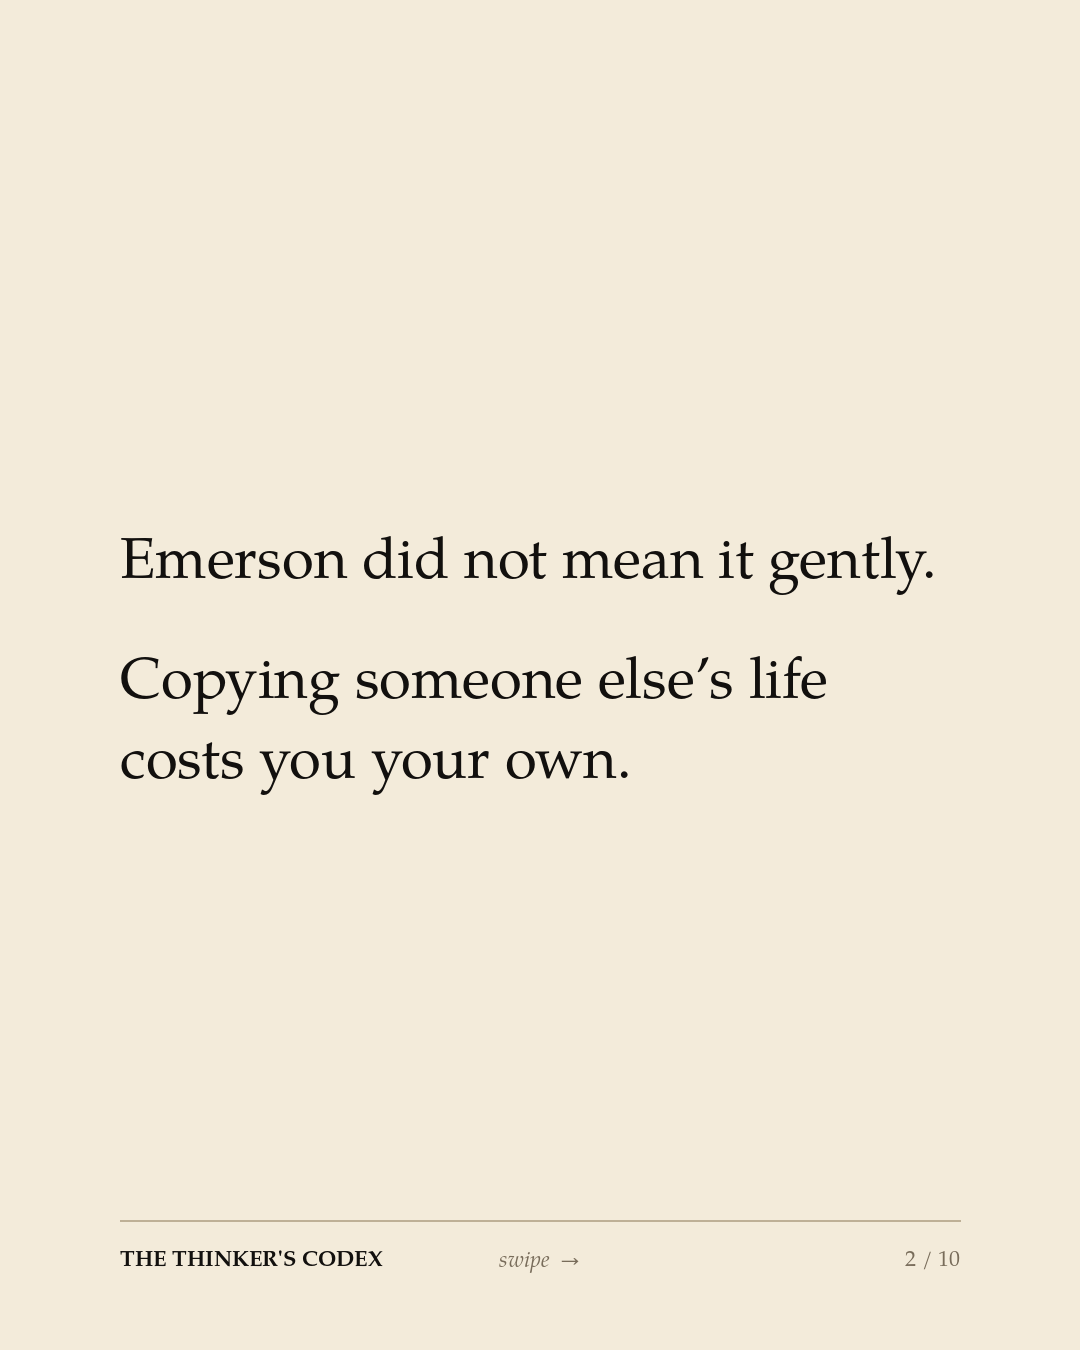 Emerson did not mean it gently.
Copying someone else’s life
costs you your own.
THE THINKER'S CODEX
swipe →
2 / 10